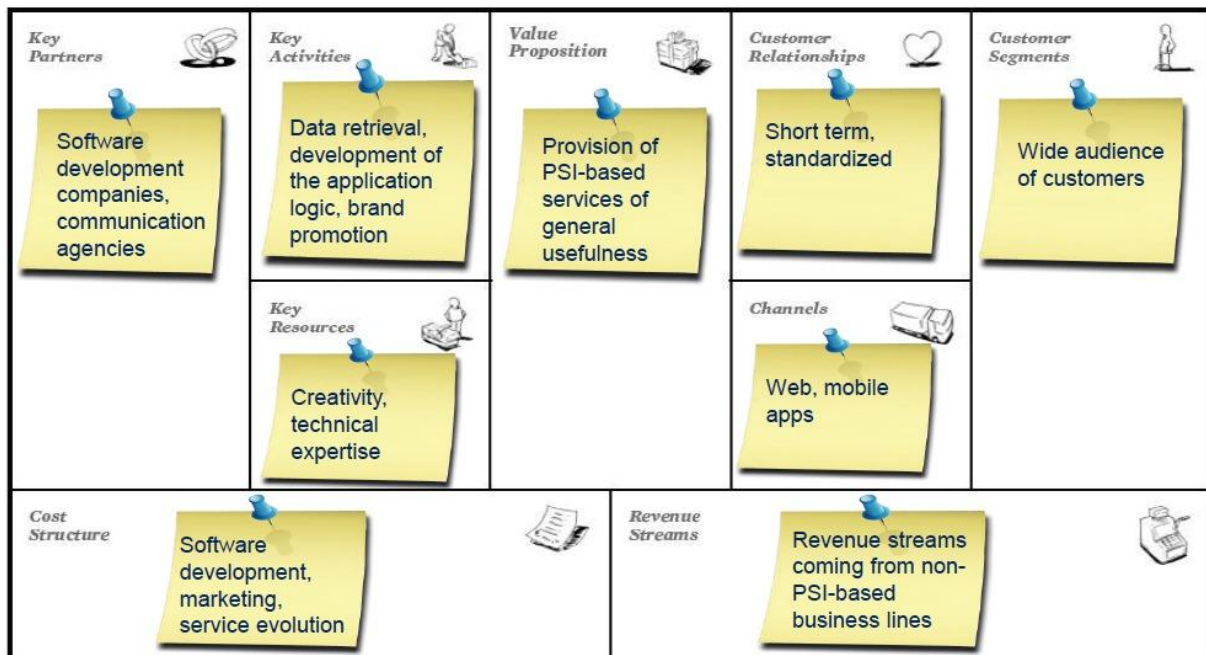 Key
Partners
Software
development
companies,
communication
agencies
Key
Activities
Data retrieval,
development of
the application
logic, brand
promotion
Key
Resources
Creativity,
technical
expertise
Value
Proposition
Provision of
PSI-based
services of
general
usefulness
Customer
Relationships
Short term,
standardized
Channels
Web, mobile
apps
Customer
Segments
Wide audience
of customers
Cost
Structure
Software
development,
marketing,
service evolution
Revenue
Streams
Revenue streams
coming from non-
PSI-based
business lines